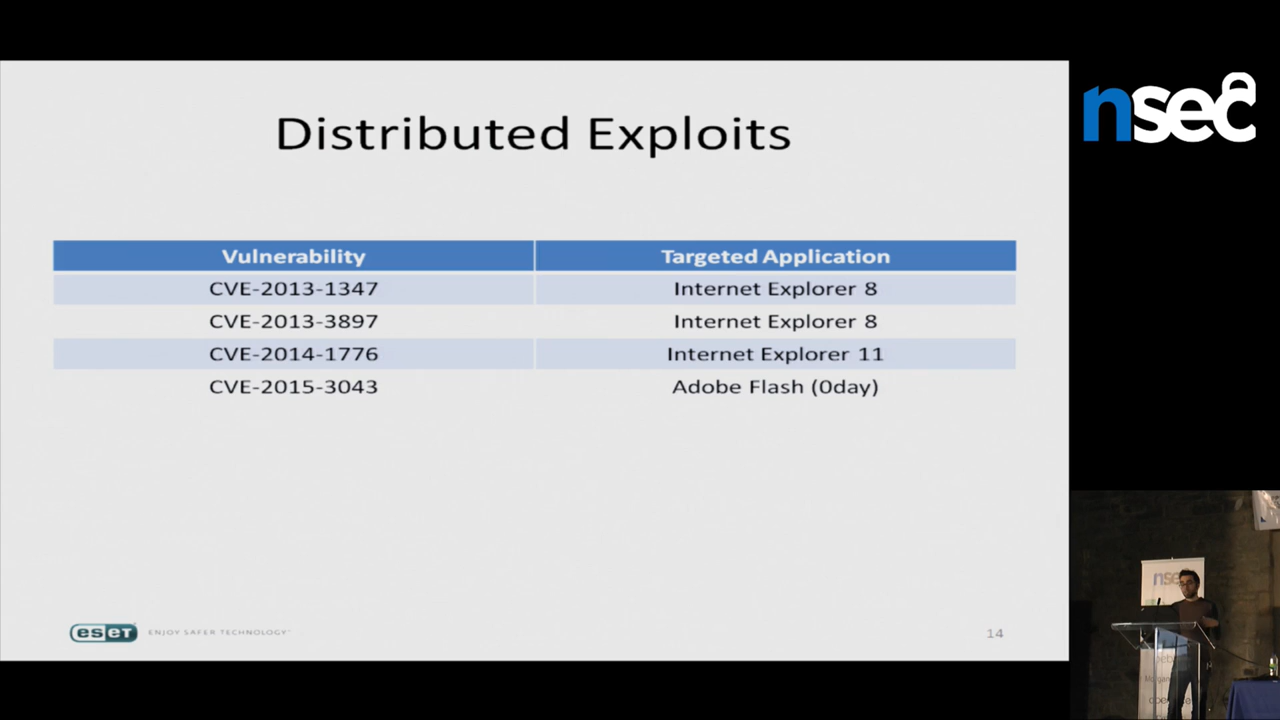 Distributed Exploits
nsec
Vulnerability Targeted Application
CVE-2013-1347 Internet Explorer 8
CVE-2013-3897 Internet Explorer 8
CVE-2014-1776 Internet Explorer 11
CVE-2015-3043 Adobe Flash (0day)
eseT ENJOY SAFER TECHNOLOGY
14
nsec